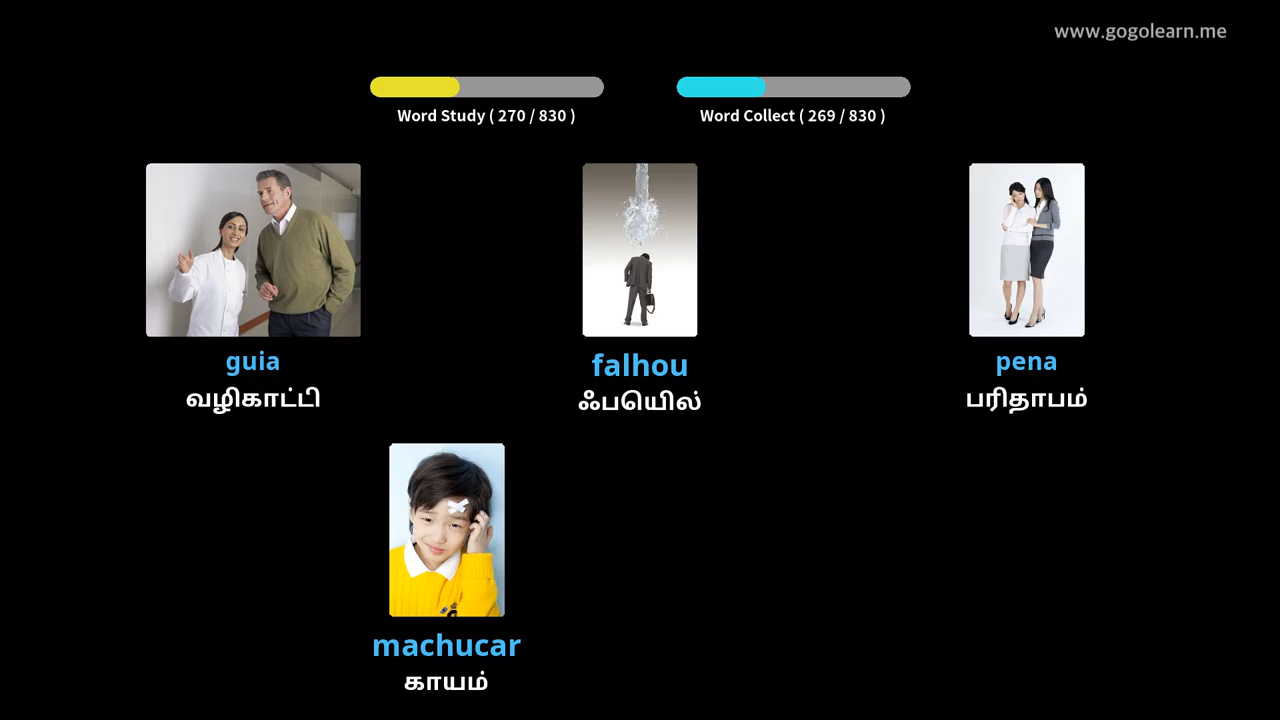 www.gogolearn.me
Word Study ( 270 / 830 )
Word Collect ( 269 / 830 )
guia
வழிகாட்டி
falhou
ஃபெயில்
pena
பரிதாபம்
machucar
காயம்